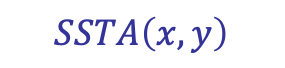 SSTA(x, y)